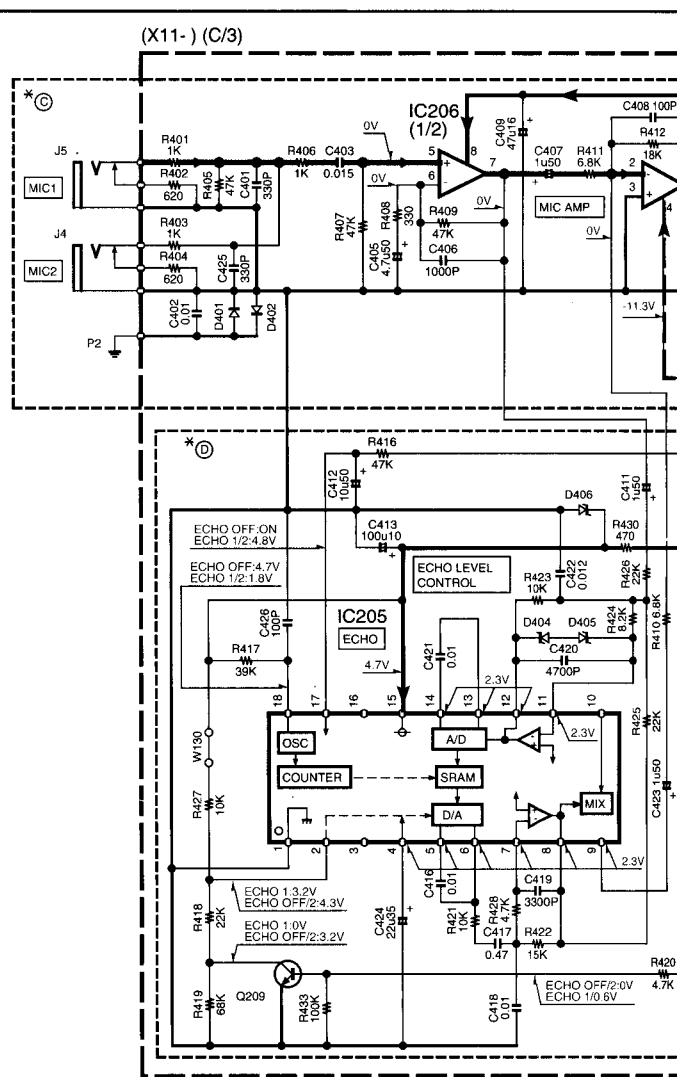 (X11- ) (C/3)
*Ⓒ
J5
MIC1
R401
1K
R402
620
R403
1K
J4
MIC2
R404
620
R405
47K
C401
330P
C425
330P
C402
0.01
D401
D402
P2
R406
1K
C403
0.015
0V
0V
R407
47K
R408
330
C405
4.7u50
R409
47K
C406
1000P
IC206
(1/2)
5
6
8
7
+
-
0V
C409
47u16
C407
1u50
R411
6.8K
MIC AMP
0V
C408 100P
R412
18K
2
3
4
-
+
-11.3V
*Ⓓ
R416
47K
C412
10u50
C413
100u10
ECHO OFF:ON
ECHO 1/2:4.8V
ECHO OFF:4.7V
ECHO 1/2:1.8V
C426
100P
R417
39K
W130
R427
10K
IC205
ECHO
4.7V
ECHO LEVEL
CONTROL
C421
0.01
C422
0.012
D406
R430
470
C411
1u50
R426
22K
R423
10K
D404
D405
R424
8.2K
C420
4700P
R410 6.8K
R425
22K
C423 1u50
2.3V
2.3V
18
17
16
15
14
13
12
11
10
OSC
COUNTER
A/D
SRAM
D/A
MIX
1
2
3
4
5
6
7
8
9
2.3V
C416
0.01
R421
10K
R428
4.7K
C419
3300P
C417
0.47
R422
15K
C418
0.01
C424
22u35
ECHO 1:3.2V
ECHO OFF/2:4.3V
R418
22K
ECHO 1:0V
ECHO OFF/2:3.2V
R419
68K
Q209
R433
100K
ECHO OFF/2:0V
ECHO 1/0.6V
R420
4.7K